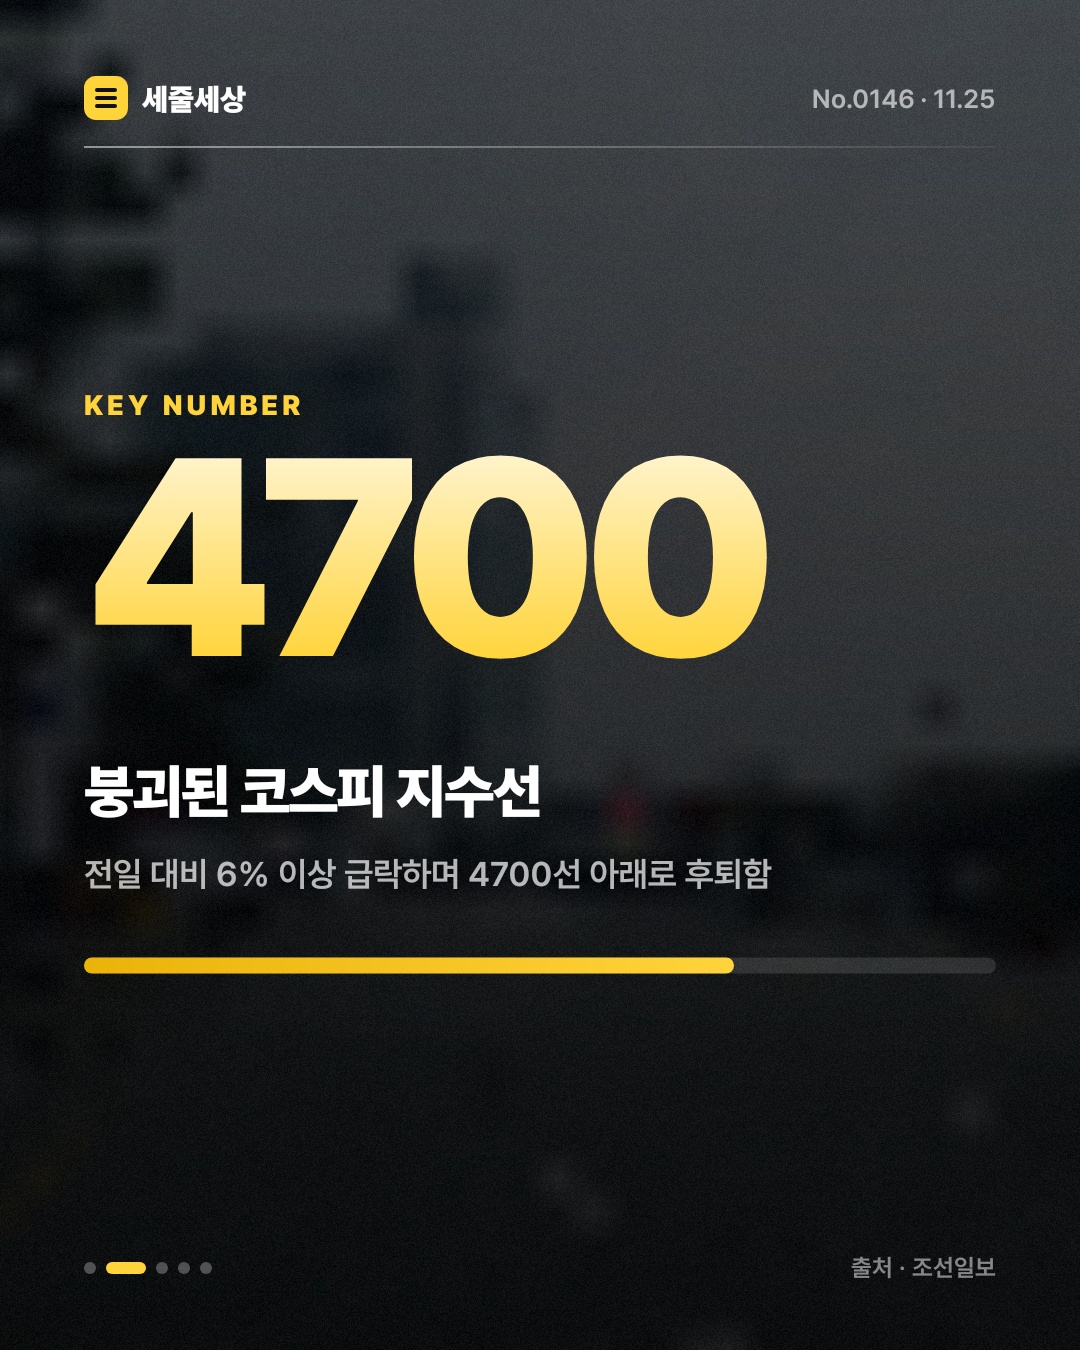 세줄세상
No.0146 · 11.25
KEY NUMBER
4700
붕괴된 코스피 지수선
전일 대비 6% 이상 급락하며 4700선 아래로 후퇴함
출처 · 조선일보